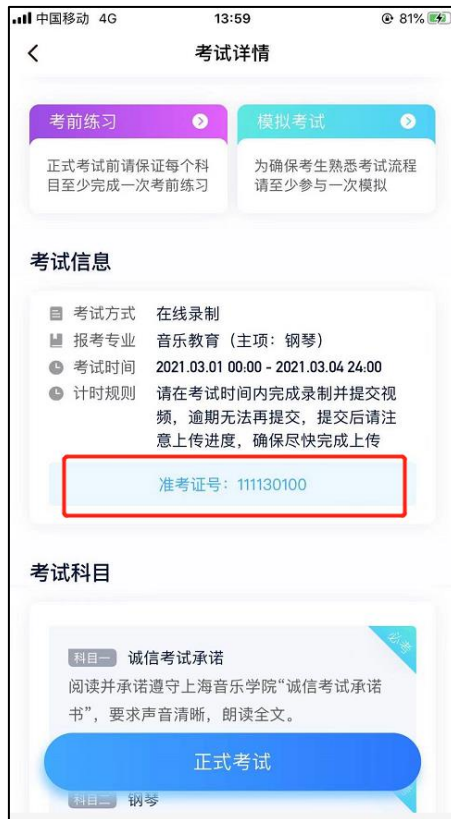 中国移动 4G 13:59 81%
考试详情
考前练习 模拟考试
正式考试前请保证每个科
目至少完成一次考前练习
为确保考生熟悉考试流程
请至少参与一次模拟
考试信息
考试方式 在线录制
报考专业 音乐教育（主项：钢琴）
考试时间 2021.03.01 00:00 - 2021.03.04 24:00
计时规则 请在考试时间内完成录制并提交视
频，逾期无法再提交，提交后请注
意上传进度，确保尽快完成上传
准考证号：111130100
考试科目
必考
科目一 诚信考试承诺
阅读并承诺遵守上海音乐学院“诚信考试承诺
书”，要求声音清晰，朗读全文。
正式考试
科目二 钢琴